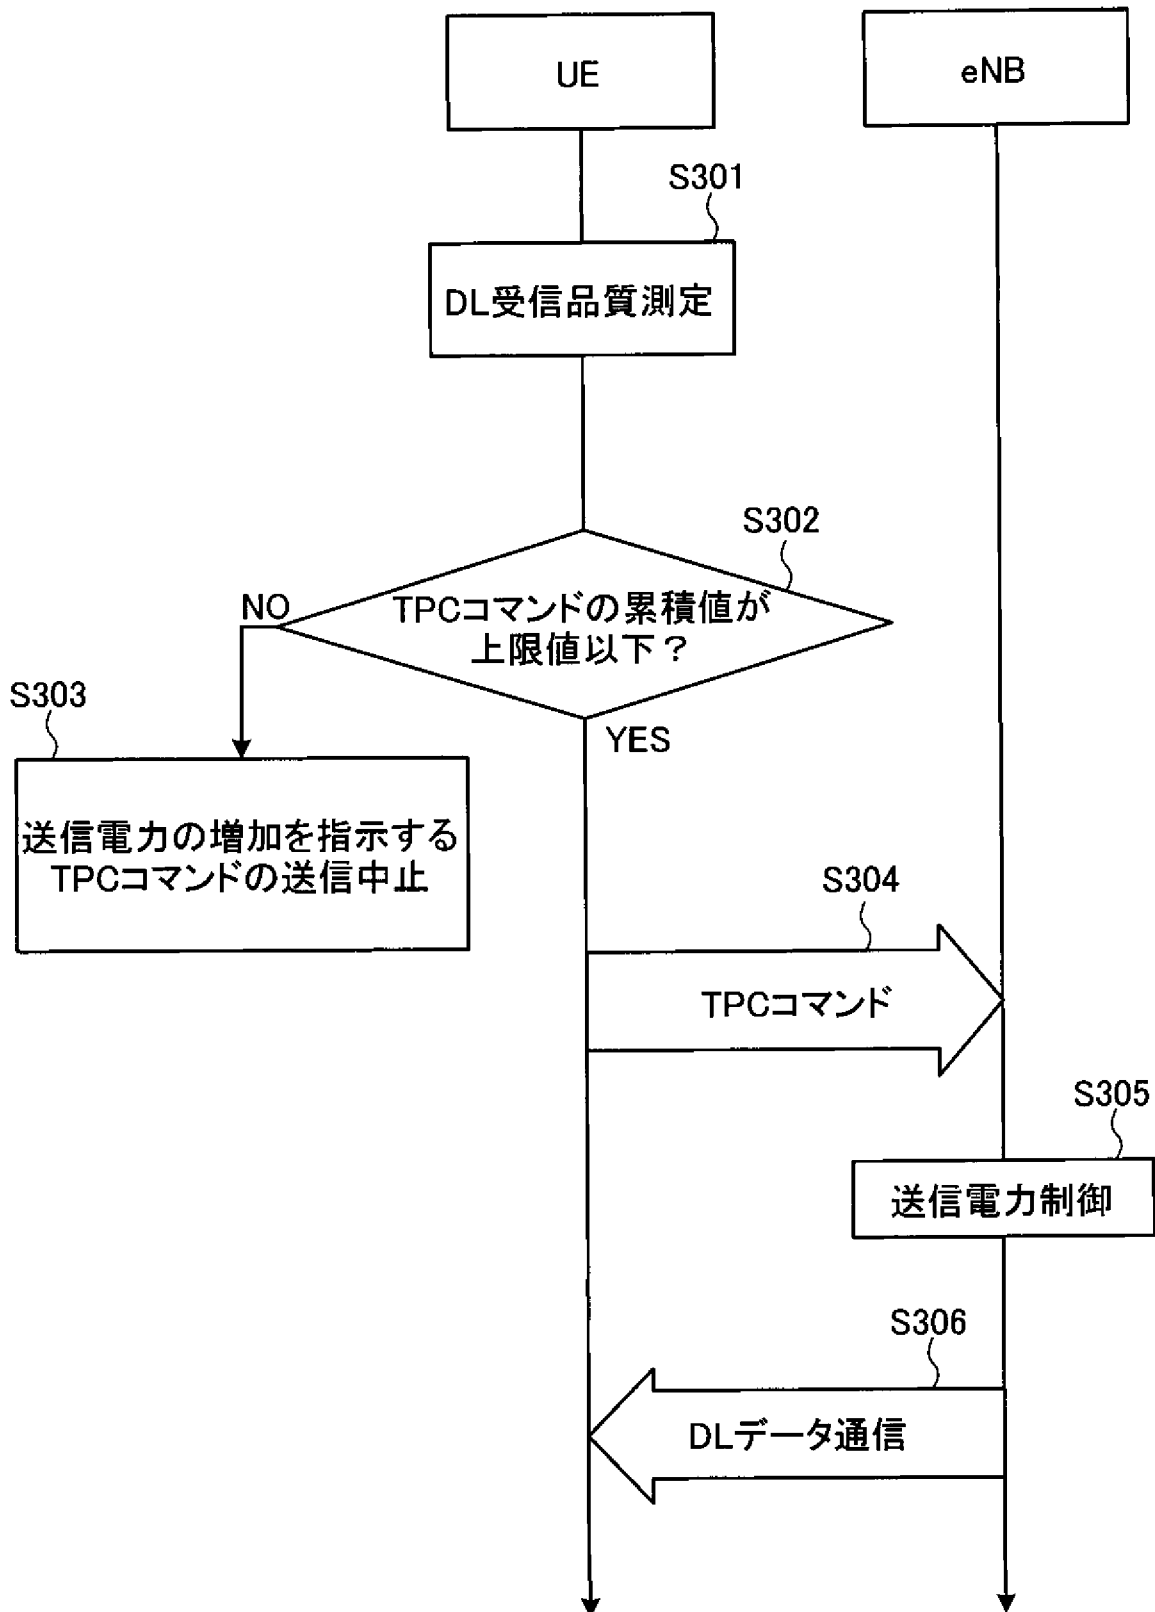 UE
eNB
S301
DL受信品質測定
S302
TPCコマンドの累積値が
上限値以下？
NO
YES
S303
送信電力の増加を指示する
TPCコマンドの送信中止
S304
TPCコマンド
S305
送信電力制御
S306
DLデータ通信